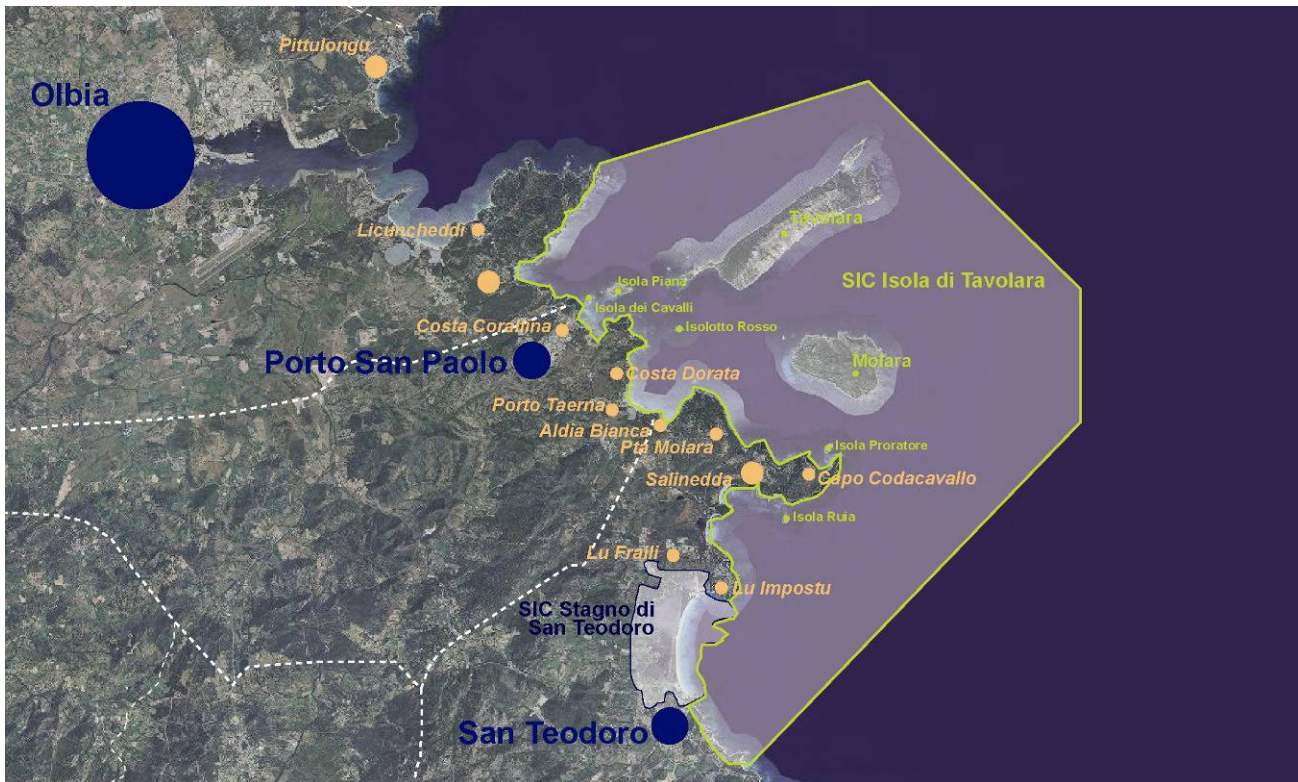 Pittulongu
Olbia
Tavolara
Licuncheddi
SIC Isola di Tavolara
Isola Piana
Isola dei Cavalli
Costa Corallina
Isolotto Rosso
Porto San Paolo
Molara
Costa Dorata
Porto Taerna
Aldia Bianca
Pta Molara
Isola Proratore
Salinedda
Capo Codacavallo
Isola Ruia
Lu Fraili
Lu Impostu
SIC Stagno di
San Teodoro
San Teodoro